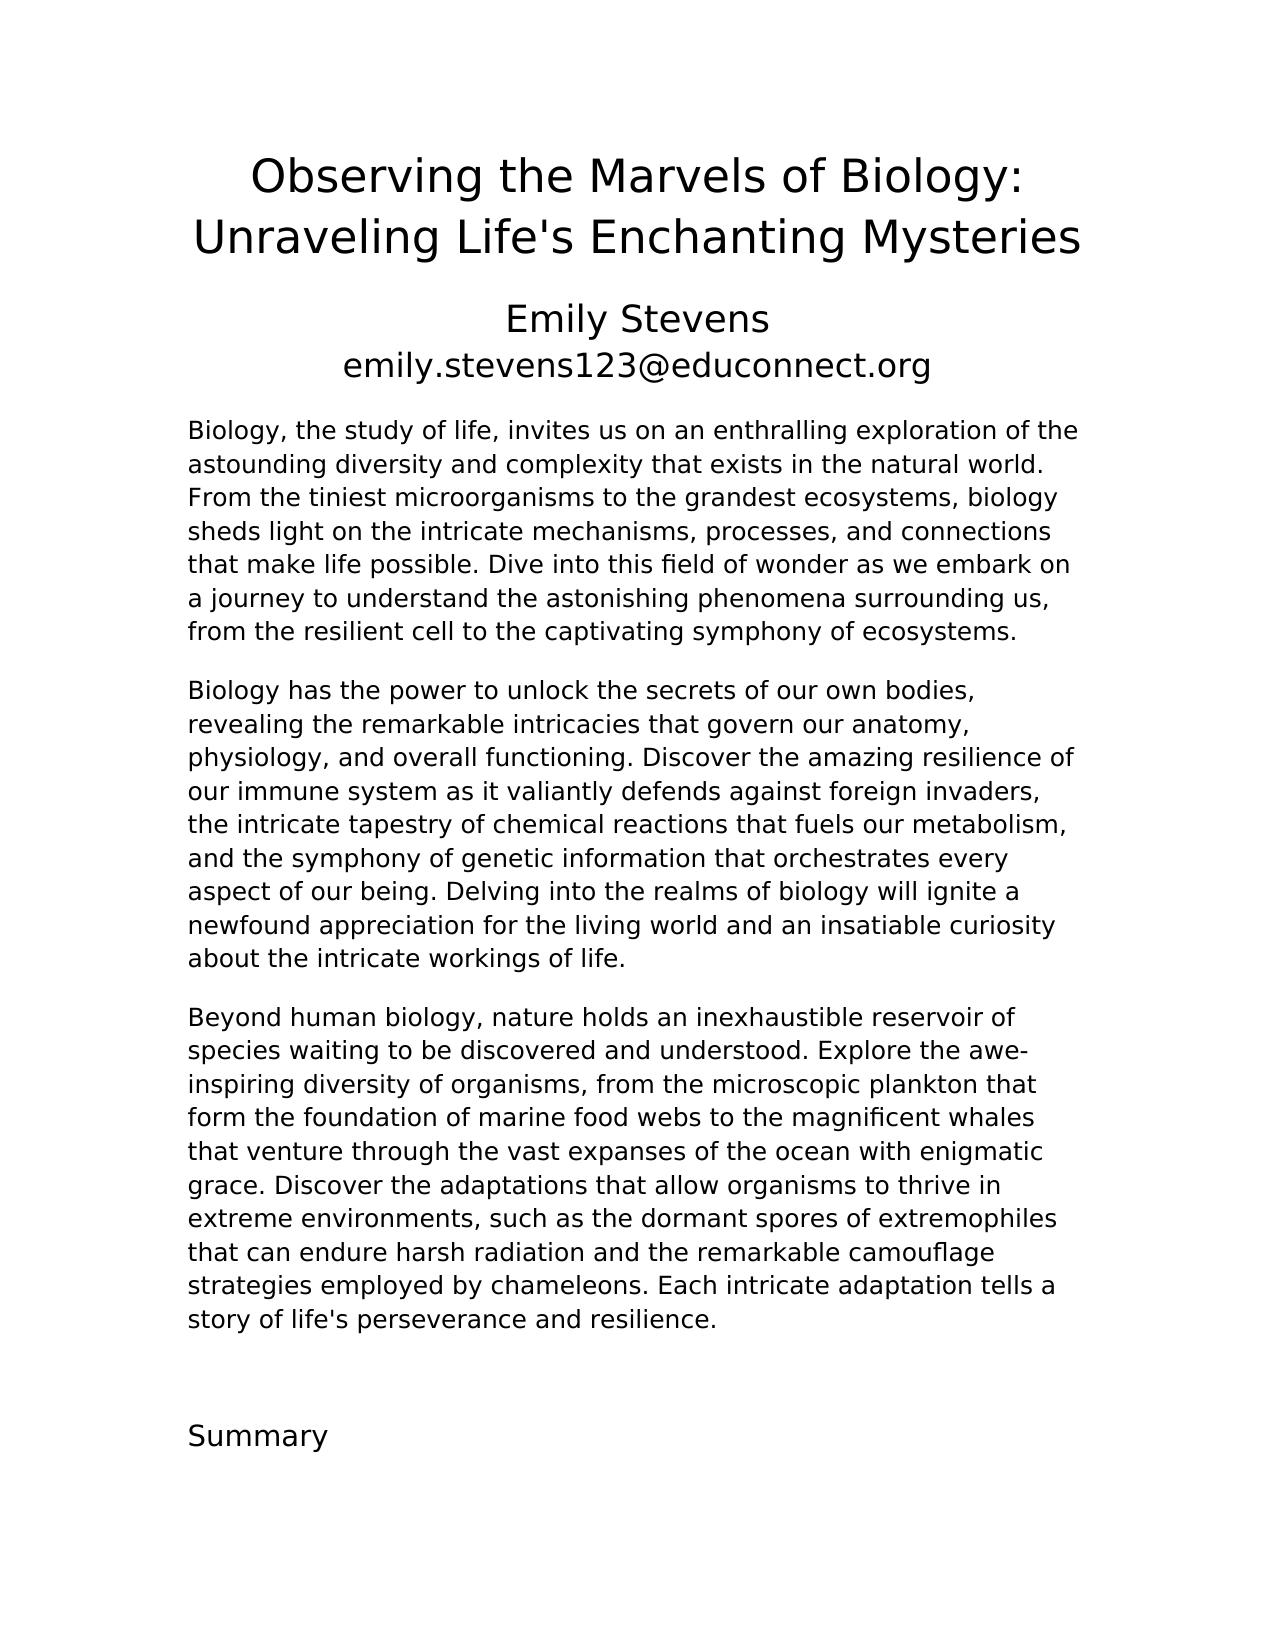 Observing the Marvels of Biology:
Unraveling Life's Enchanting Mysteries
Emily Stevens
emily.stevens123@educonnect.org
Biology, the study of life, invites us on an enthralling exploration of the
astounding diversity and complexity that exists in the natural world.
From the tiniest microorganisms to the grandest ecosystems, biology
sheds light on the intricate mechanisms, processes, and connections
that make life possible. Dive into this field of wonder as we embark on
a journey to understand the astonishing phenomena surrounding us,
from the resilient cell to the captivating symphony of ecosystems.
Biology has the power to unlock the secrets of our own bodies,
revealing the remarkable intricacies that govern our anatomy,
physiology, and overall functioning. Discover the amazing resilience of
our immune system as it valiantly defends against foreign invaders,
the intricate tapestry of chemical reactions that fuels our metabolism,
and the symphony of genetic information that orchestrates every
aspect of our being. Delving into the realms of biology will ignite a
newfound appreciation for the living world and an insatiable curiosity
about the intricate workings of life.
Beyond human biology, nature holds an inexhaustible reservoir of
species waiting to be discovered and understood. Explore the awe-
inspiring diversity of organisms, from the microscopic plankton that
form the foundation of marine food webs to the magnificent whales
that venture through the vast expanses of the ocean with enigmatic
grace. Discover the adaptations that allow organisms to thrive in
extreme environments, such as the dormant spores of extremophiles
that can endure harsh radiation and the remarkable camouflage
strategies employed by chameleons. Each intricate adaptation tells a
story of life's perseverance and resilience.
Summary